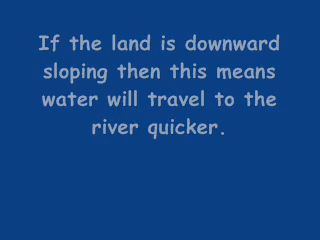 If the land is downward
sloping then this means
water will travel to the
river quicker.